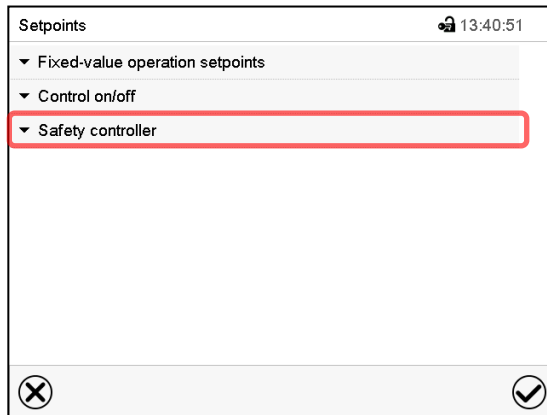 Setpoints 13:40:51
Fixed-value operation setpoints
Control on/off
Safety controller